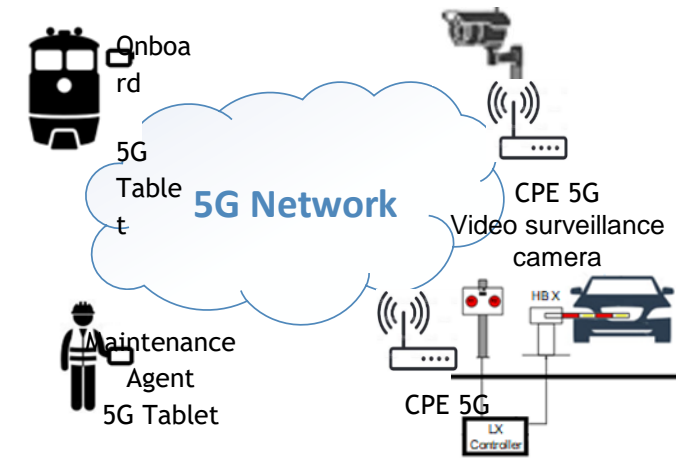 Onboa
rd
5G
Table
t
5G Network
CPE 5G
Video surveillance
camera
HB X
Maintenance
Agent
5G Tablet
CPE 5G
LX
Controller